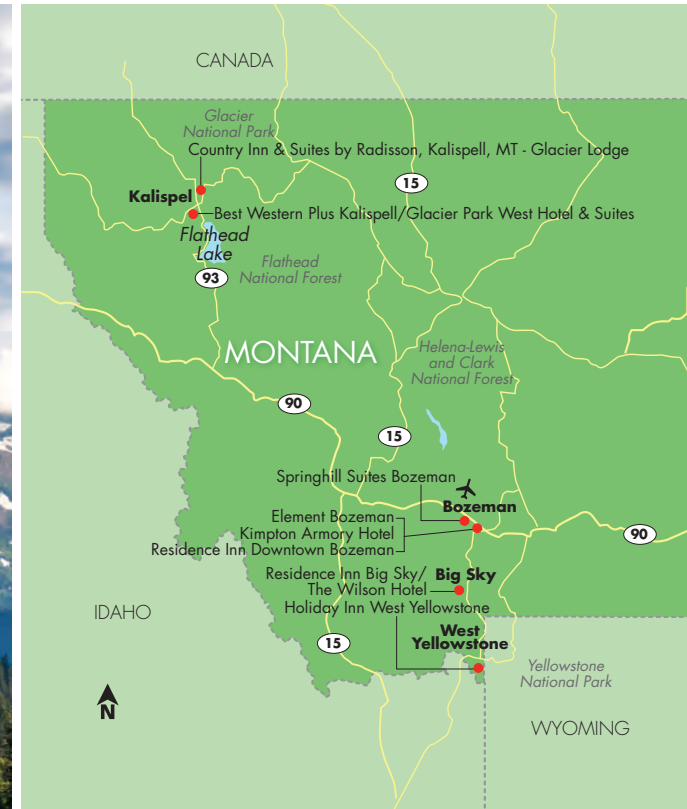 CANADA
Glacier
National Park
Country Inn & Suites by Radisson, Kalispell, MT - Glacier Lodge
15
Kalispel
Best Western Plus Kalispell/Glacier Park West Hotel & Suites
Flathead
Lake
Flathead
National Forest
93
MONTANA
Helena-Lewis
and Clark
National Forest
90
15
Springhill Suites Bozeman
Bozeman
Element Bozeman
Kimpton Armory Hotel
Residence Inn Downtown Bozeman
90
Residence Inn Big Sky/
The Wilson Hotel
Big Sky
Holiday Inn West Yellowstone
IDAHO
West
Yellowstone
15
Yellowstone
National Park
N
WYOMING